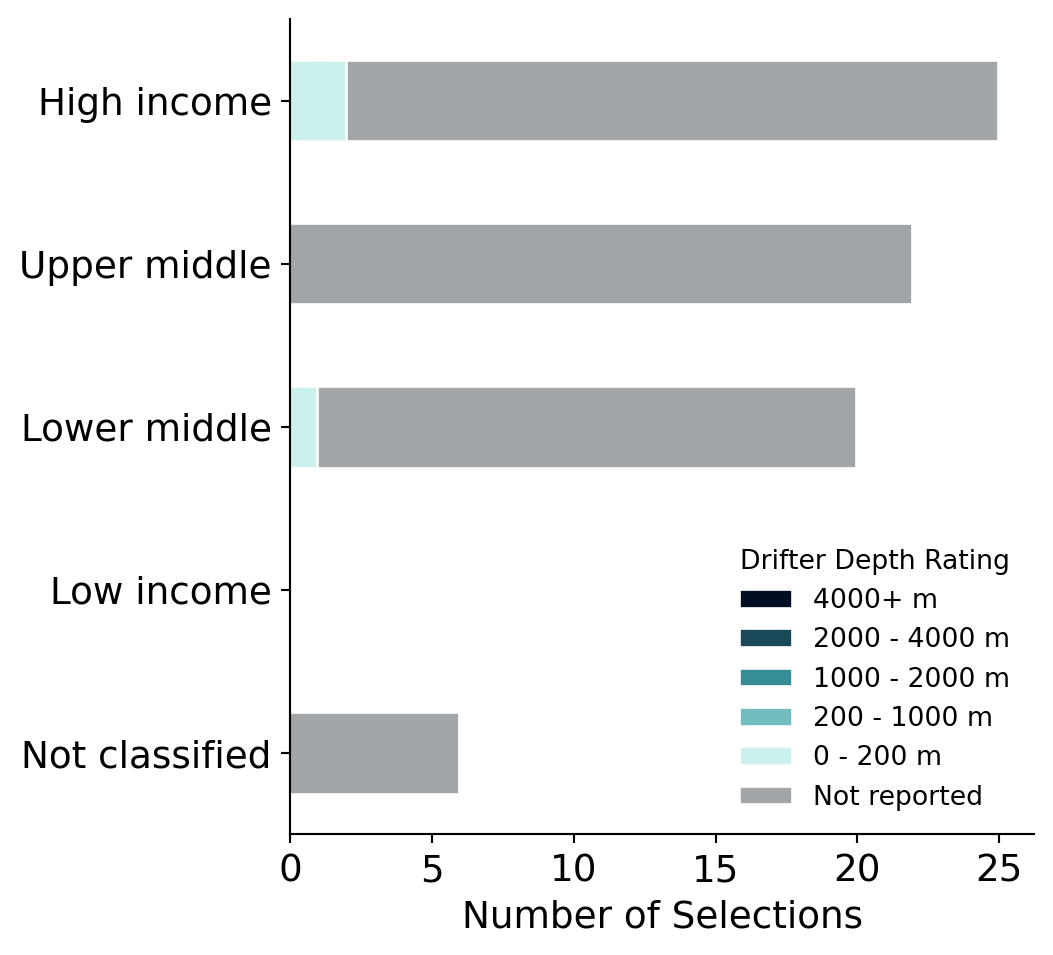 High income
Upper middle
Lower middle
Low income
Not classified
Drifter Depth Rating
4000+ m
2000 - 4000 m
1000 - 2000 m
200 - 1000 m
0 - 200 m
Not reported
0 5 10 15 20 25
Number of Selections